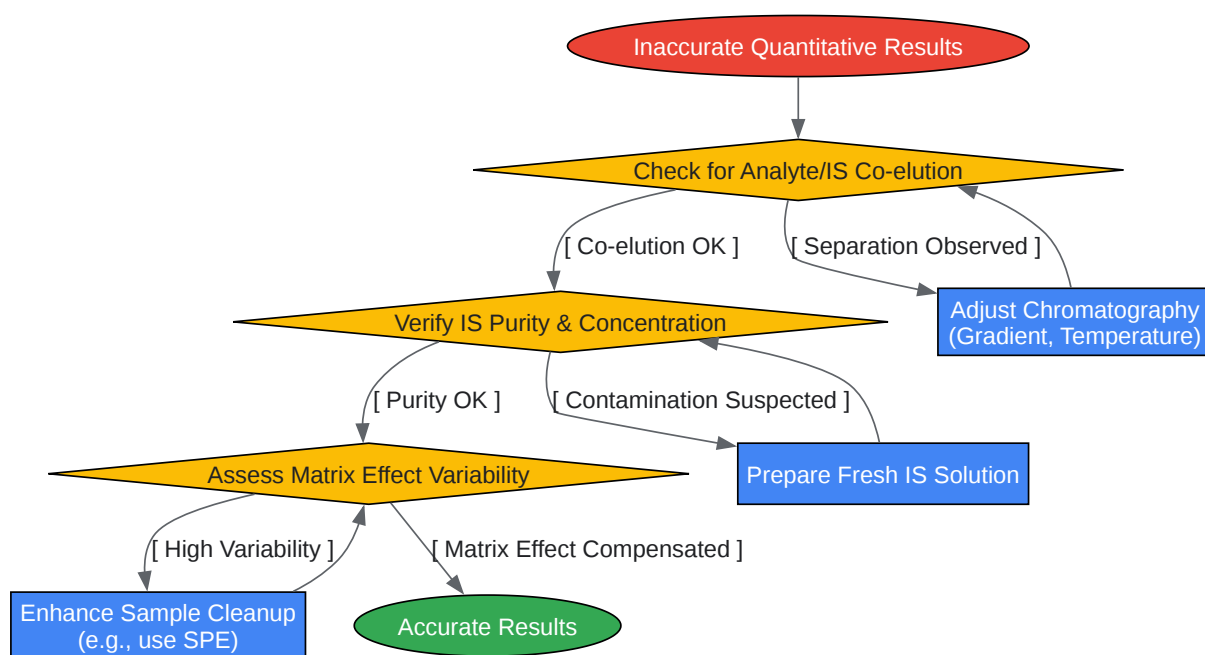 Inaccurate Quantitative Results
Check for Analyte/IS Co-elution
[ Co-elution OK ]
[ Separation Observed ]
Adjust Chromatography
(Gradient, Temperature)
Verify IS Purity & Concentration
[ Purity OK ]
[ Contamination Suspected ]
Prepare Fresh IS Solution
Assess Matrix Effect Variability
[ High Variability ]
[ Matrix Effect Compensated ]
Enhance Sample Cleanup
(e.g., use SPE)
Accurate Results